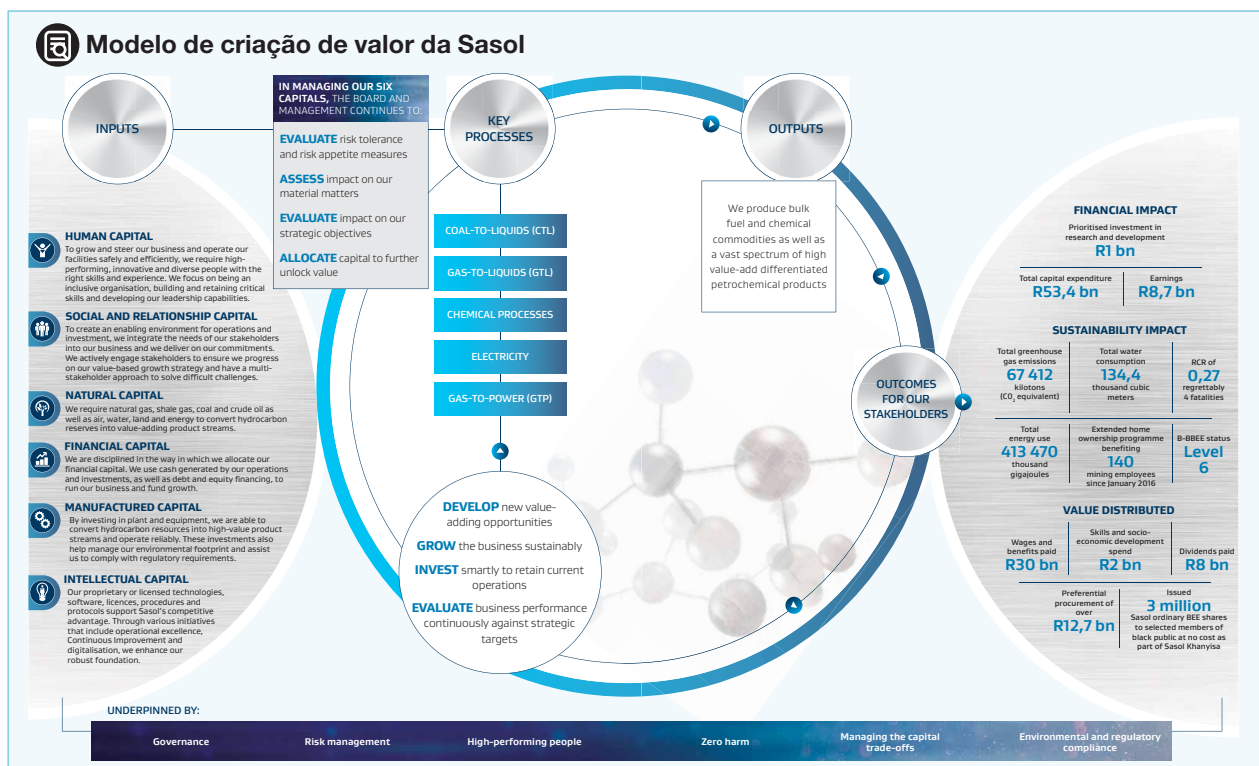 Modelo de criação de valor da Sasol
INPUTS
IN MANAGING OUR SIX
CAPITALS, THE BOARD AND
MANAGEMENT CONTINUES TO:
EVALUATE risk tolerance
and risk appetite measures
ASSESS impact on our
material matters
EVALUATE impact on our
strategic objectives
ALLOCATE capital to further
unlock value
KEY
PROCESSES
OUTPUTS
HUMAN CAPITAL
To grow and steer our business and operate our
facilities safely and efficiently, we require high-
performing, innovative and diverse people with the
right skills and experience. We focus on being an
inclusive organisation, building and retaining critical
skills and developing our leadership capabilities.
SOCIAL AND RELATIONSHIP CAPITAL
To create an enabling environment for operations and
investment, we integrate the needs of our stakeholders
into our business and we deliver on our commitments.
We actively engage stakeholders to ensure we progress
on our value-based growth strategy and have a multi-
stakeholder approach to solve difficult challenges.
NATURAL CAPITAL
We require natural gas, shale gas, coal and crude oil as
well as air, water, land and energy to convert hydrocarbon
reserves into value-adding product streams.
FINANCIAL CAPITAL
We are disciplined in the way in which we allocate our
financial capital. We use cash generated by our operations
and investments, as well as debt and equity financing, to
run our business and fund growth.
MANUFACTURED CAPITAL
By investing in plant and equipment, we are able to
convert hydrocarbon resources into high-value product
streams and operate reliably. These investments also
help manage our environmental footprint and assist
us to comply with regulatory requirements.
INTELLECTUAL CAPITAL
Our proprietary or licensed technologies,
software, licences, procedures and
protocols support Sasol's competitive
advantage. Through various initiatives
that include operational excellence,
Continuous Improvement and
digitalisation, we enhance our
robust foundation.
COAL-TO-LIQUIDS (CTL)
GAS-TO-LIQUIDS (GTL)
CHEMICAL PROCESSES
ELECTRICITY
GAS-TO-POWER (GTP)
DEVELOP new value-
adding opportunities
GROW the business sustainably
INVEST smartly to retain current
operations
EVALUATE business performance
continuously against strategic
targets
We produce bulk
fuel and chemical
commodities as well as
a vast spectrum of high
value-add differentiated
petrochemical products
OUTCOMES
FOR OUR
STAKEHOLDERS
FINANCIAL IMPACT
Prioritised investment in
research and development
R1 bn
Total capital expenditure
R53,4 bn
Earnings
R8,7 bn
SUSTAINABILITY IMPACT
Total greenhouse
gas emissions
67 412
kilotons
(CO₂ equivalent)
Total water
consumption
134,4
thousand cubic
meters
RCR of
0,27
regrettably
4 fatalities
Total
energy use
413 470
thousand
gigajoules
Extended home
ownership programme
benefiting
140
mining employees
since January 2016
B-BBEE status
Level
6
VALUE DISTRIBUTED
Wages and
benefits paid
R30 bn
Skills and socio-
economic development
spend
R2 bn
Dividends paid
R8 bn
Preferential
procurement of
over
R12,7 bn
Issued
3 million
Sasol ordinary BEE shares
to selected members of
black public at no cost as
part of Sasol Khanyisa
UNDERPINNED BY:
Governance
Risk management
High-performing people
Zero harm
Managing the capital
trade-offs
Environmental and regulatory
compliance